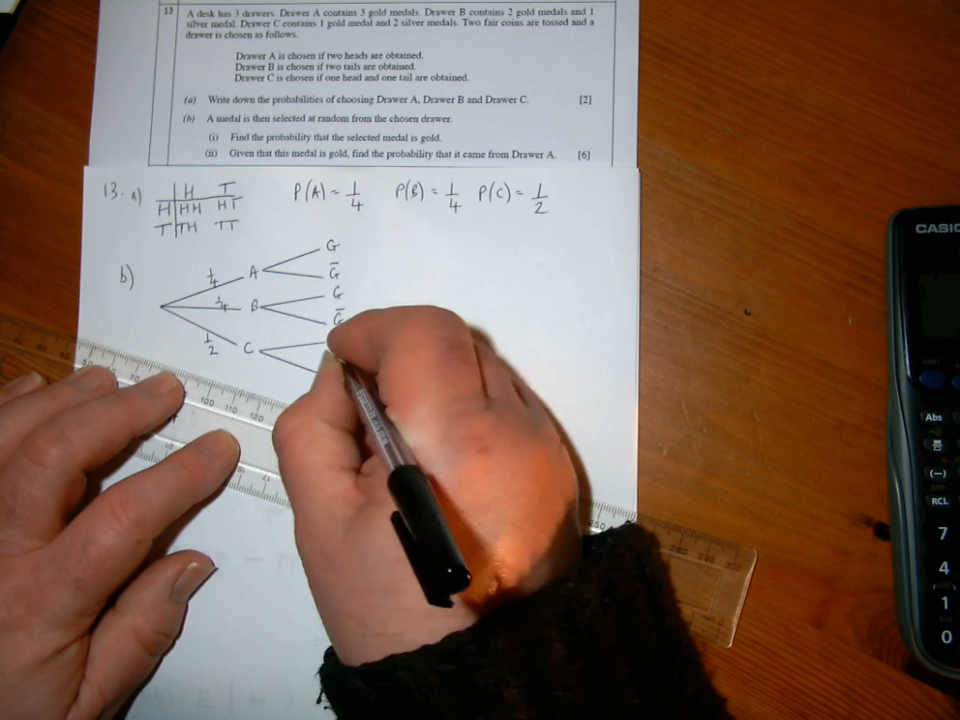 13
A desk has 3 drawers. Drawer A contains 3 gold medals. Drawer B contains 2 gold medals and 1
silver medal. Drawer C contains 1 gold medal and 2 silver medals. Two fair coins are tossed and a
drawer is chosen as follows.
Drawer A is chosen if two heads are obtained.
Drawer B is chosen if two tails are obtained.
Drawer C is chosen if one head and one tail are obtained.
(a) Write down the probabilities of choosing Drawer A, Drawer B and Drawer C. [2]
(b) A medal is then selected at random from the chosen drawer.
(i) Find the probability that the selected medal is gold.
(ii) Given that this medal is gold, find the probability that it came from Drawer A. [6]
13. a) H T P(A) = 1/4 P(B) = 1/4 P(C) = 1/2
H HH HT
T TH TT
b)
1/4 A G
G̅
1/4 B G
G̅
1/2 C
100 110 120
250 280 290 300
CASIO
Abs
(−)
RCL
7
4
1
0